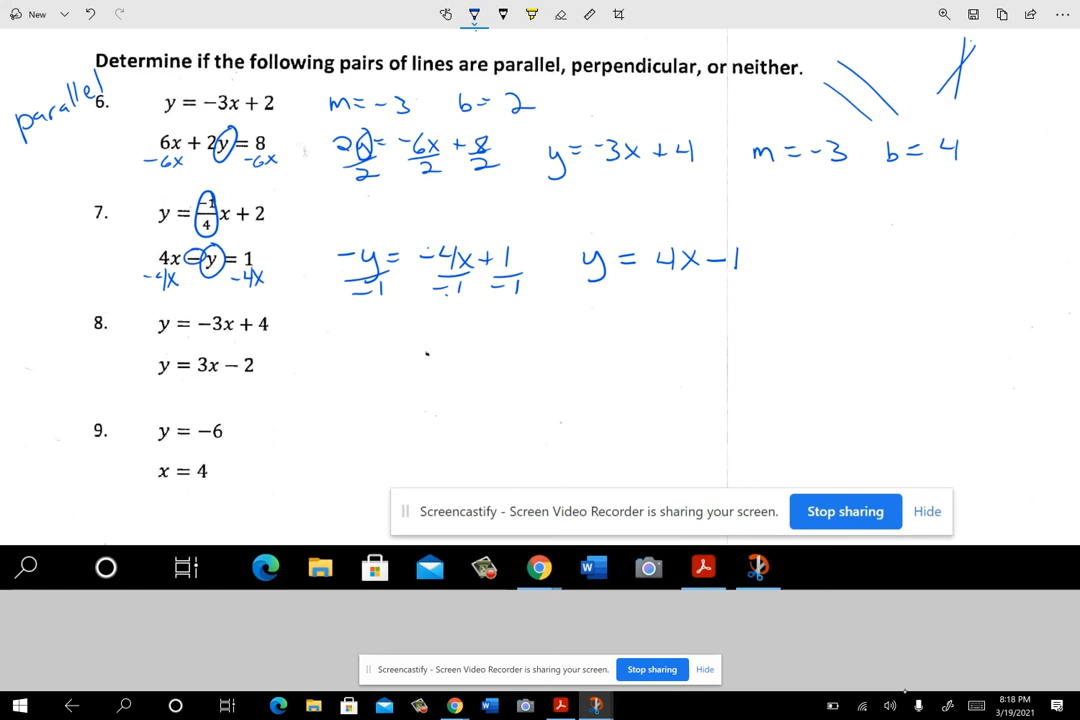 New
Determine if the following pairs of lines are parallel, perpendicular, or neither.
parallel
6. y = −3x + 2 m = -3 b = 2
6x + 2y = 8 2y = -6x + 8 y = -3x + 4 m = -3 b = 4
-6x -6x 2 2 2
7. y = -1/4 x + 2
4x − y = 1 -y = -4x + 1 y = 4x - 1
-4x -4x -1 -1 -1
8. y = −3x + 4
y = 3x − 2
9. y = −6
x = 4
Screencastify - Screen Video Recorder is sharing your screen. Stop sharing Hide
Screencastify - Screen Video Recorder is sharing your screen. Stop sharing Hide
8:18 PM
3/19/2021